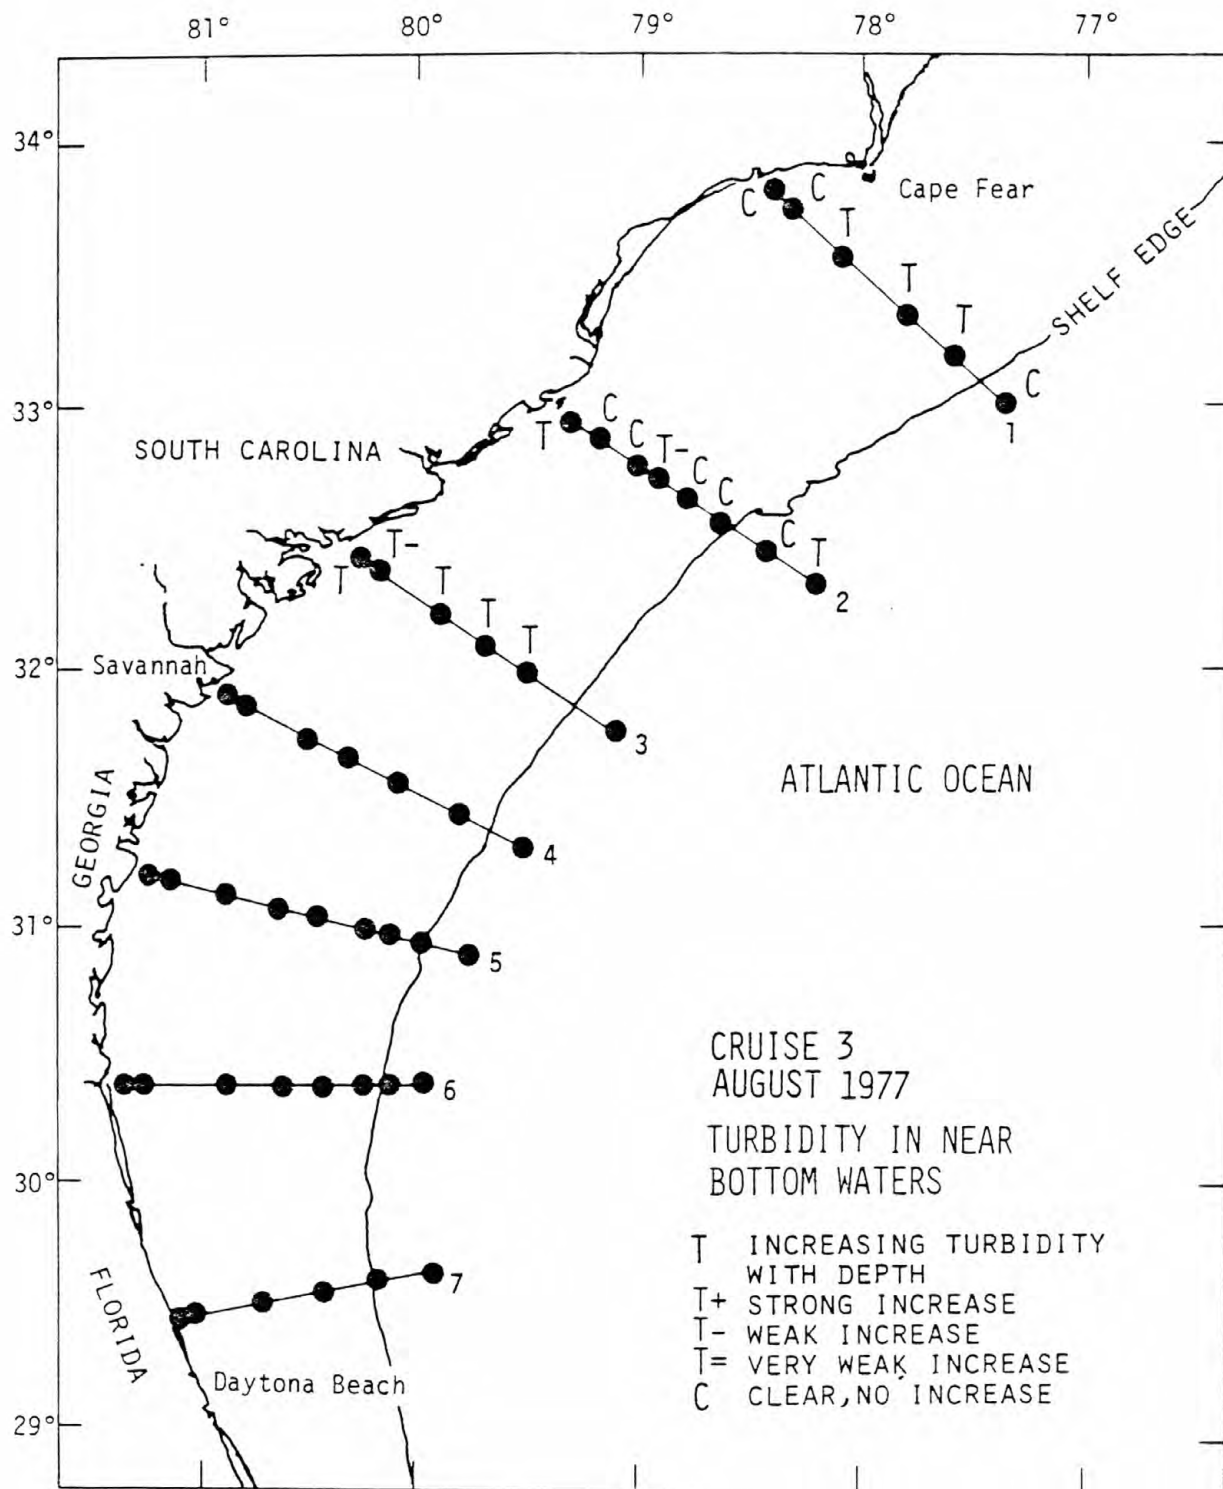 81° 80° 79° 78° 77°
34°
Cape Fear
C C T T T C
1
SHELF EDGE
33°
SOUTH CAROLINA
T C C T- C C C T
2
T T- T T T
3
32°
Savannah
ATLANTIC OCEAN
GEORGIA
4
31°
5
CRUISE 3
AUGUST 1977
6
TURBIDITY IN NEAR
BOTTOM WATERS
30°
T INCREASING TURBIDITY
WITH DEPTH
T+ STRONG INCREASE
T- WEAK INCREASE
T= VERY WEAK INCREASE
C CLEAR, NO INCREASE
7
FLORIDA
Daytona Beach
29°